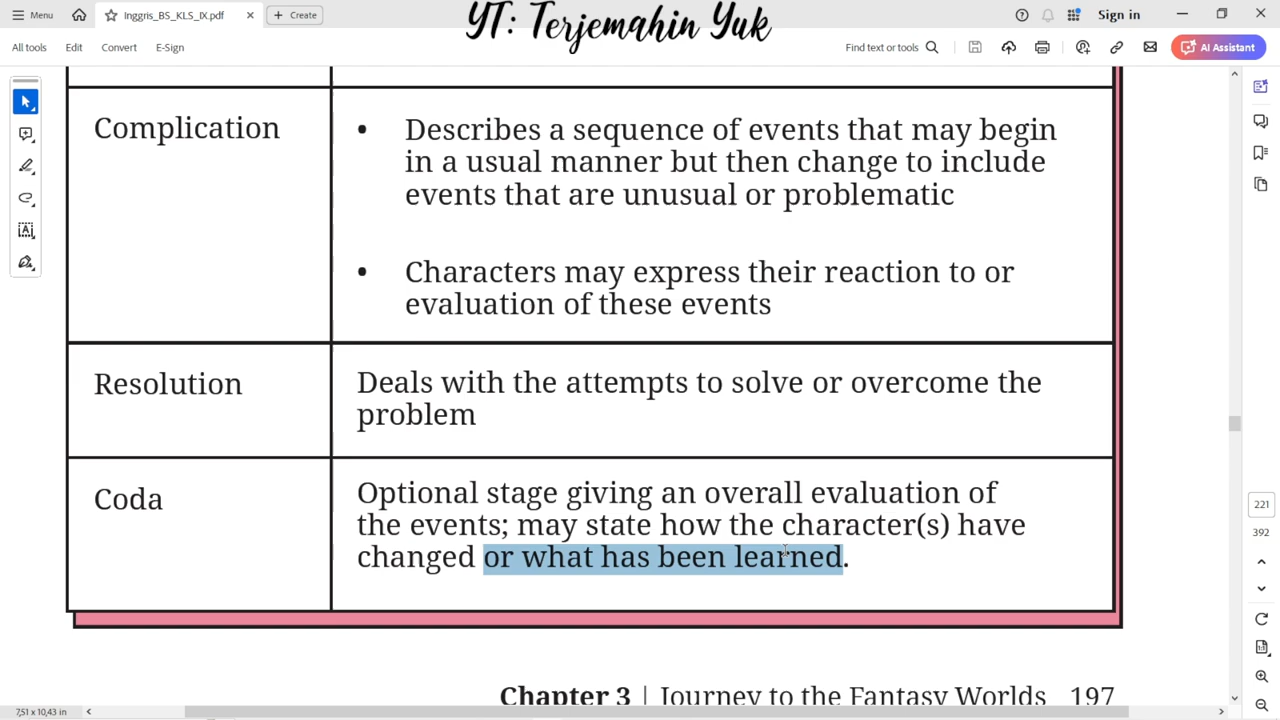 Menu
Inggris_BS_KLS_IX.pdf
Create
YT: Terjemahin Yuk
Sign in
All tools
Edit
Convert
E-Sign
Find text or tools
AI Assistant
Complication
• Describes a sequence of events that may begin
in a usual manner but then change to include
events that are unusual or problematic
• Characters may express their reaction to or
evaluation of these events
Resolution
Deals with the attempts to solve or overcome the
problem
Coda
Optional stage giving an overall evaluation of
the events; may state how the character(s) have
changed or what has been learned.
221
392
Chapter 3 | Journey to the Fantasy Worlds 197
7,51 x 10,43 in